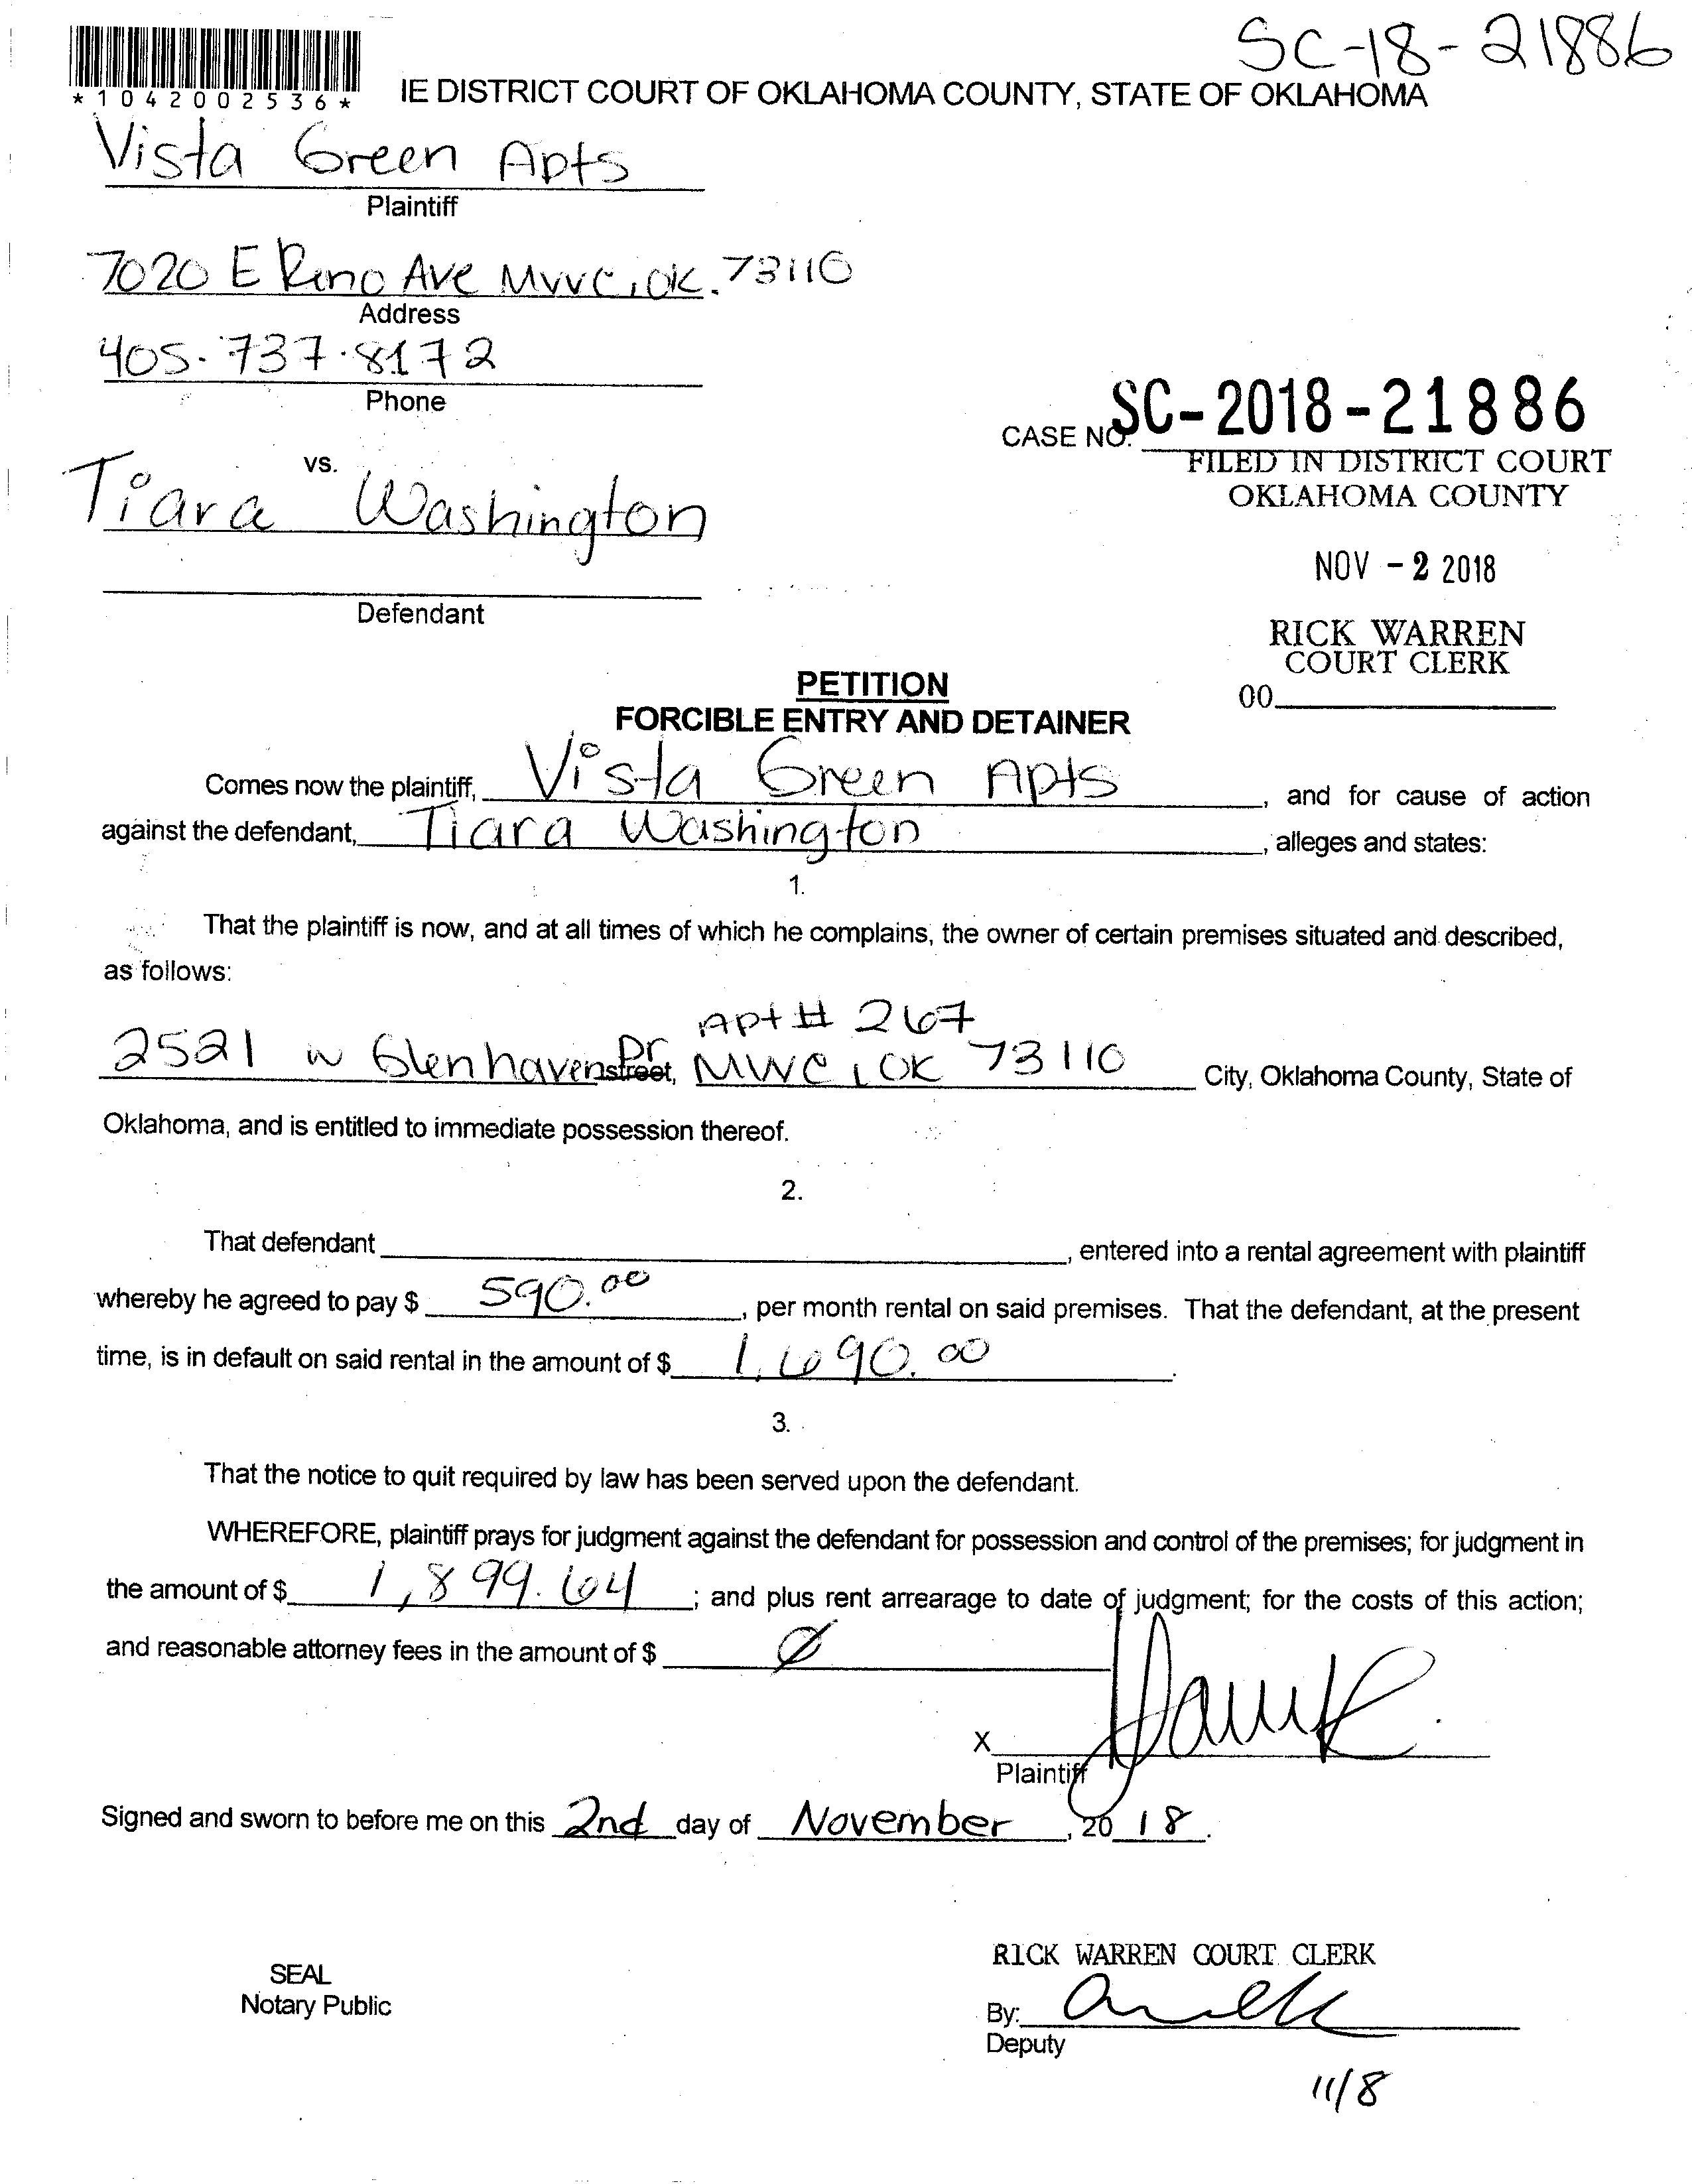 SC-18-21886
*1042002536*
IE DISTRICT COURT OF OKLAHOMA COUNTY, STATE OF OKLAHOMA
Vista Green Apts
Plaintiff
7020 E Reno Ave MWC, OK. 73110
Address
405.737.8172
Phone
CASE NO. SC-2018-21886
FILED IN DISTRICT COURT
OKLAHOMA COUNTY
vs.
Tiara Washington
NOV -2 2018
Defendant
RICK WARREN
COURT CLERK
00
PETITION
FORCIBLE ENTRY AND DETAINER
Comes now the plaintiff, Vista Green Apts, and for cause of action
against the defendant, Tiara Washington, alleges and states:
1.
That the plaintiff is now, and at all times of which he complains, the owner of certain premises situated and described,
as follows:
Apt # 267
2521 w Glenhaven Dr street, MWC, OK 73110 City, Oklahoma County, State of
Oklahoma, and is entitled to immediate possession thereof.
2.
That defendant, entered into a rental agreement with plaintiff
whereby he agreed to pay $ 590.00, per month rental on said premises. That the defendant, at the present
time, is in default on said rental in the amount of $ 1,690.00.
3.
That the notice to quit required by law has been served upon the defendant.
WHEREFORE, plaintiff prays for judgment against the defendant for possession and control of the premises; for judgment in
the amount of $ 1,899.64; and plus rent arrearage to date of judgment; for the costs of this action;
and reasonable attorney fees in the amount of $ Ø
X
Plaintiff
Signed and sworn to before me on this 2nd day of November, 2018.
RICK WARREN COURT CLERK
SEAL
Notary Public
By:
Deputy
11/8